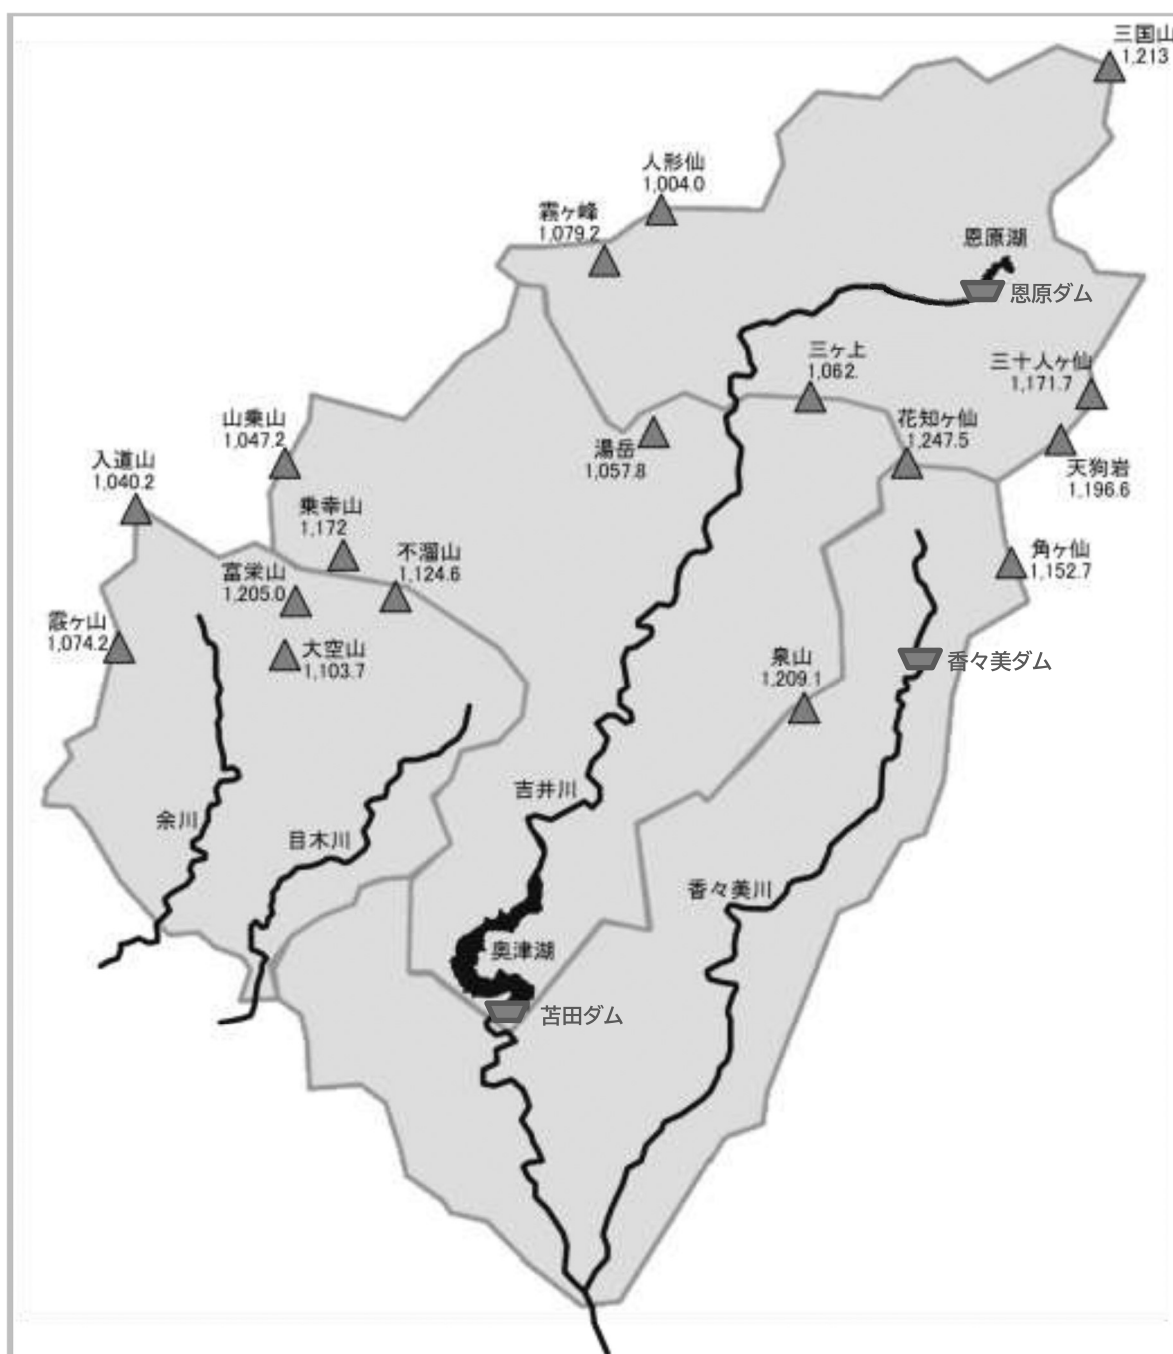 三国山
1,213
人形仙
1,004.0
霧ヶ峰
1,079.2
恩原湖
恩原ダム
三ヶ上
1,062.
三十人ヶ仙
1,171.7
山乗山
1,047.2
花知ヶ仙
1,247.5
湯岳
1,057.8
入道山
1,040.2
天狗岩
1,196.6
乗幸山
1,172
不溜山
1,124.6
角ヶ仙
1,152.7
富栄山
1,205.0
霞ヶ山
1,074.2
大空山
1,103.7
泉山
1,209.1
香々美ダム
吉井川
余川
目木川
香々美川
奥津湖
苫田ダム